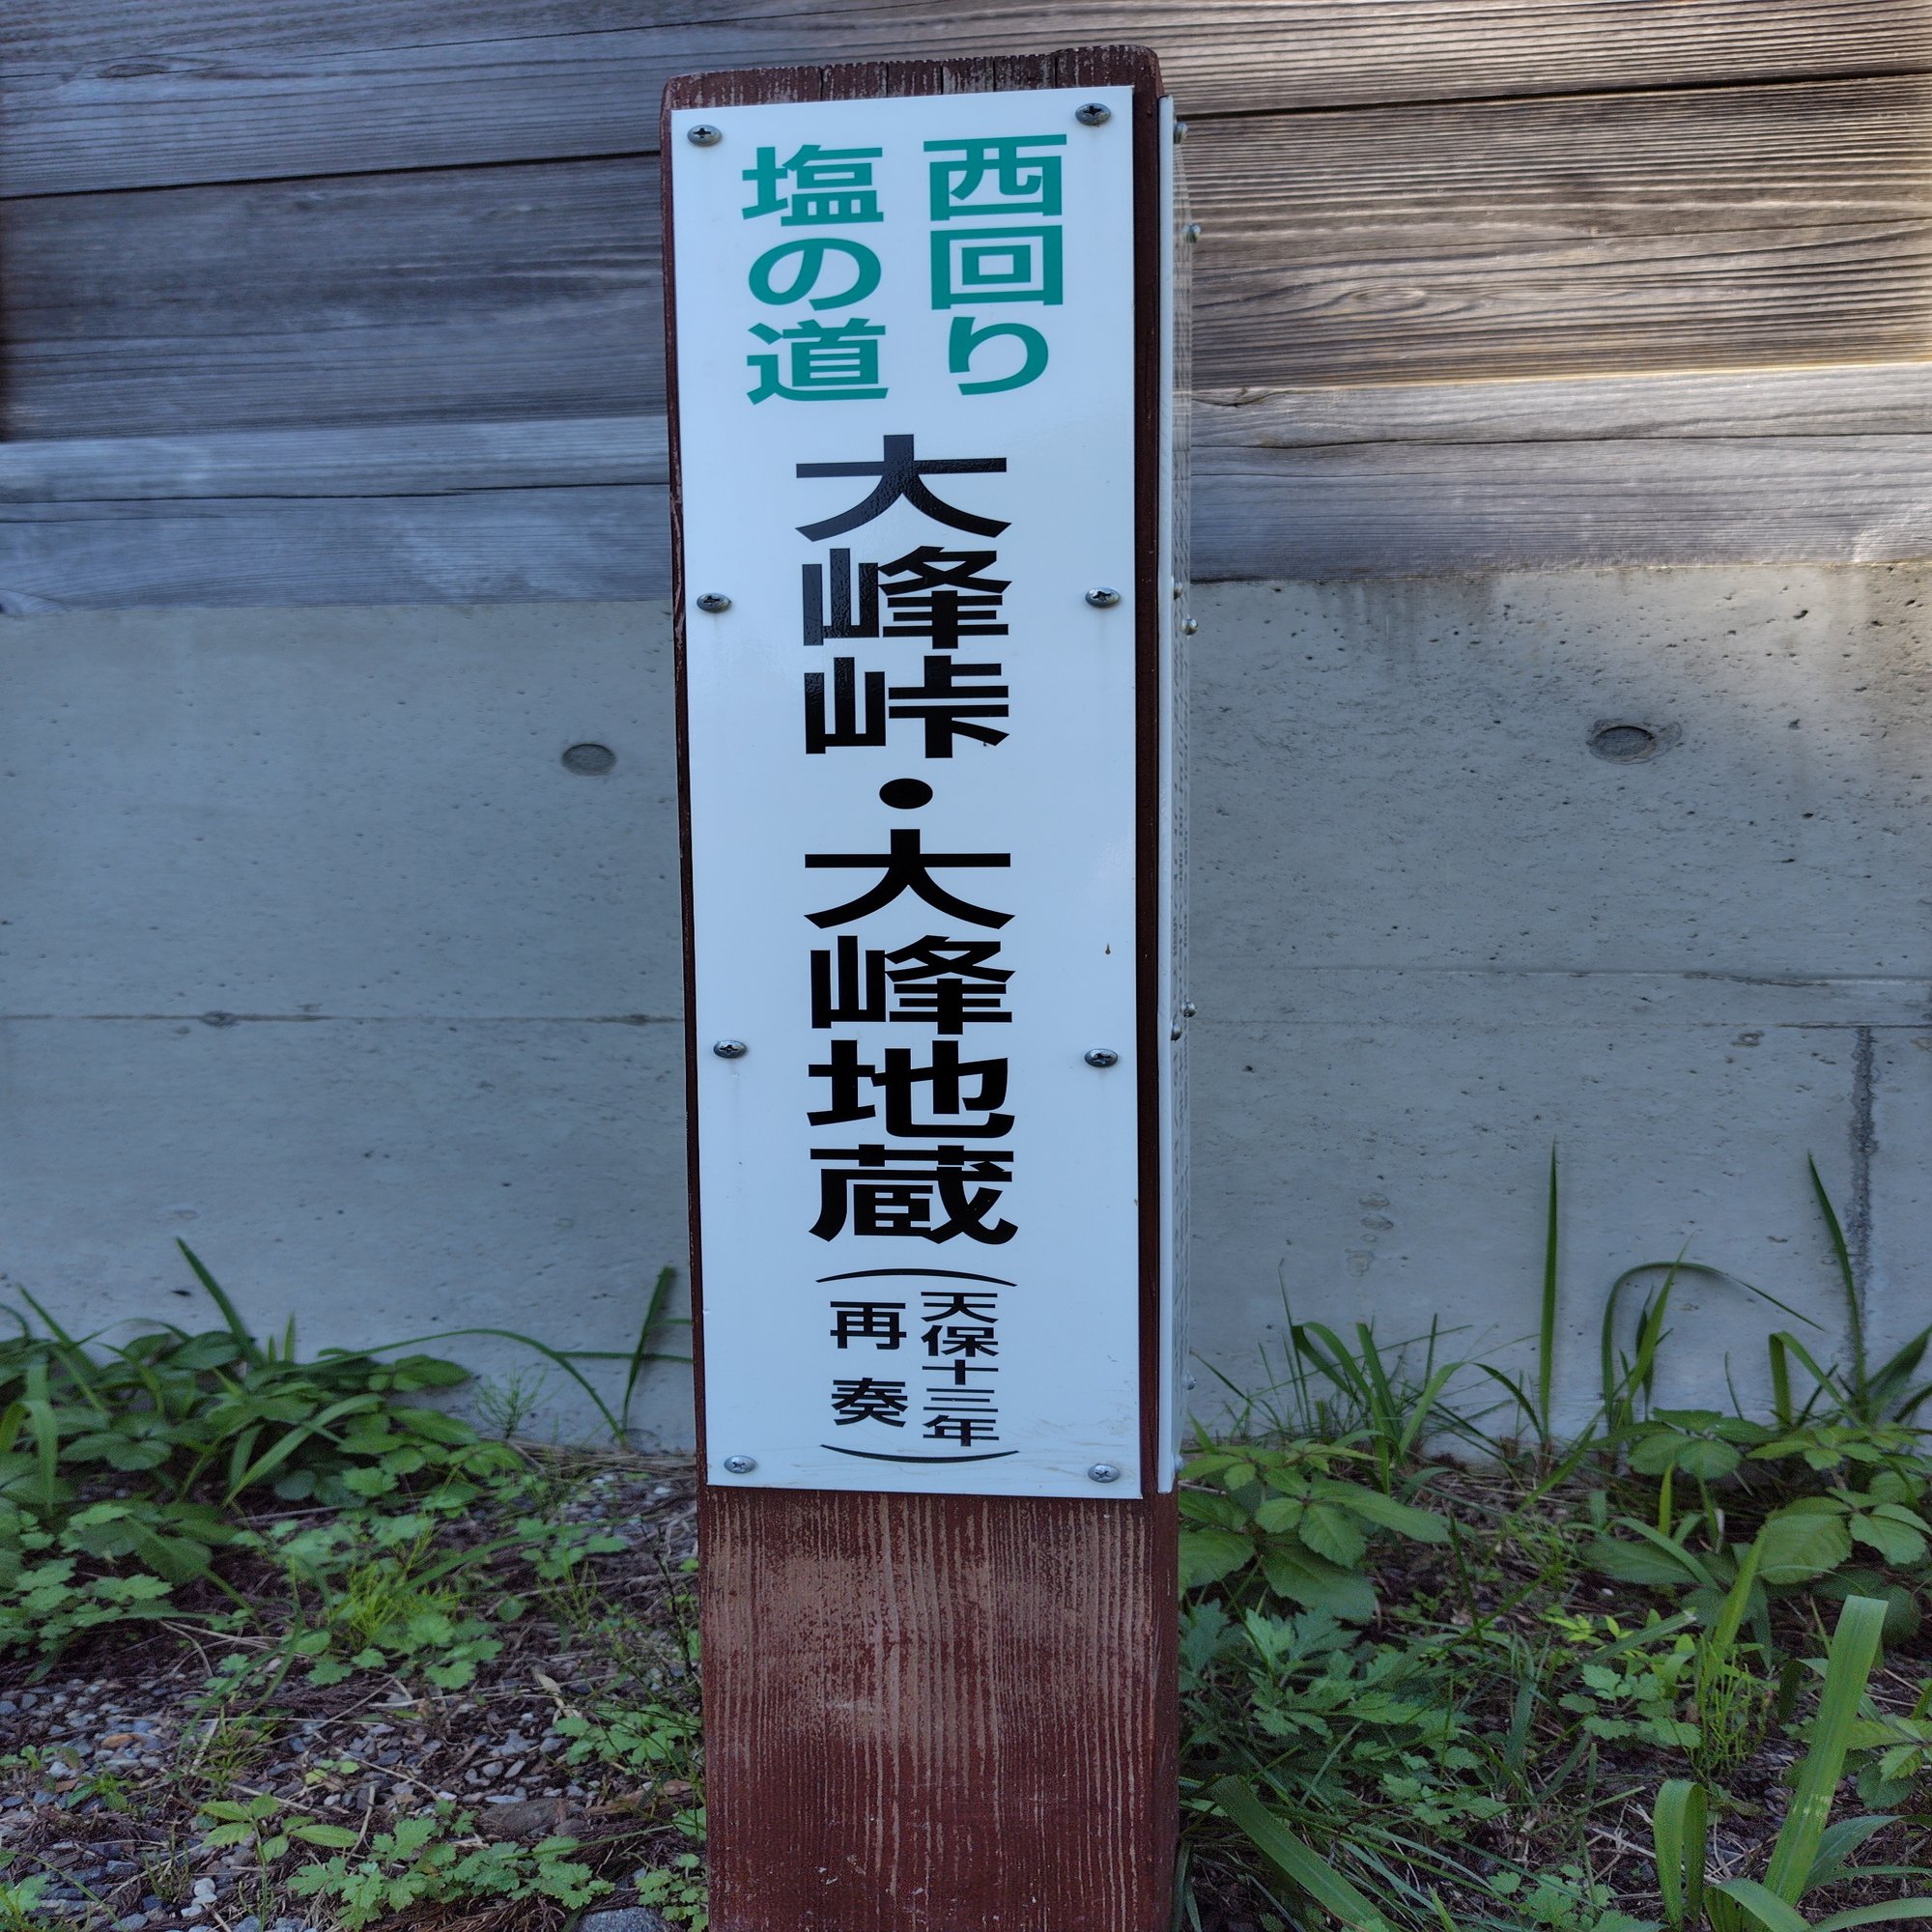 西回り
塩の道
大峰峠・大峰地蔵
(天保十三年
再奏)